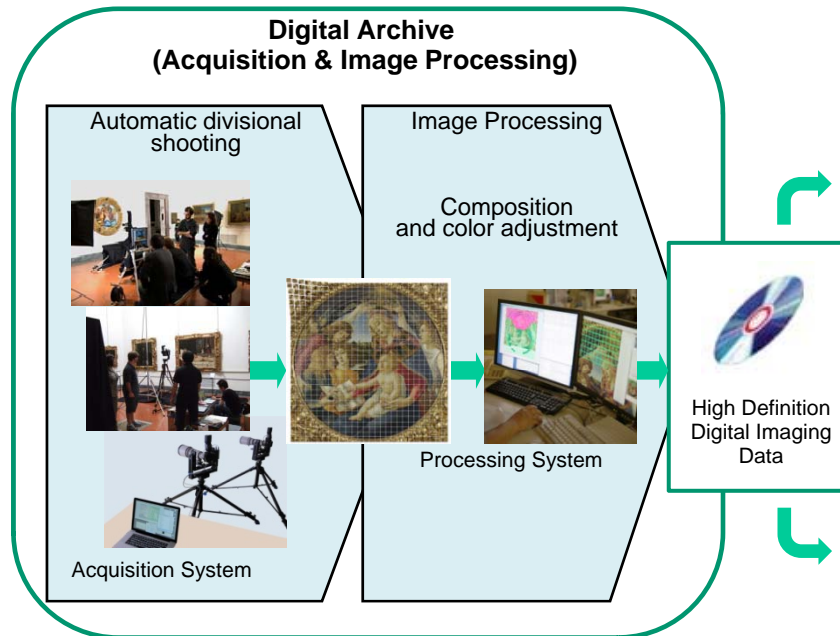 Digital Archive
(Acquisition & Image Processing)
Automatic divisional
shooting
Image Processing
Composition
and color adjustment
Processing System
Acquisition System
High Definition
Digital Imaging
Data